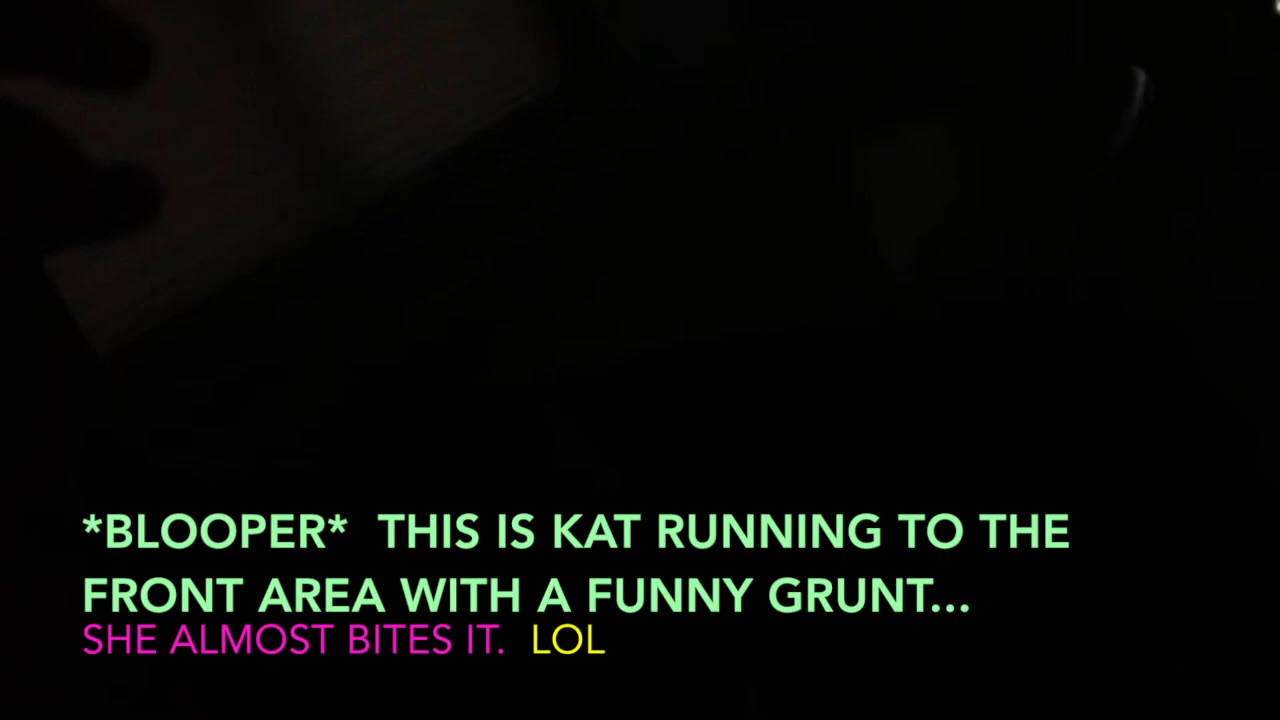 *BLOOPER*  THIS IS KAT RUNNING TO THE
FRONT AREA WITH A FUNNY GRUNT...
SHE ALMOST BITES IT.  LOL